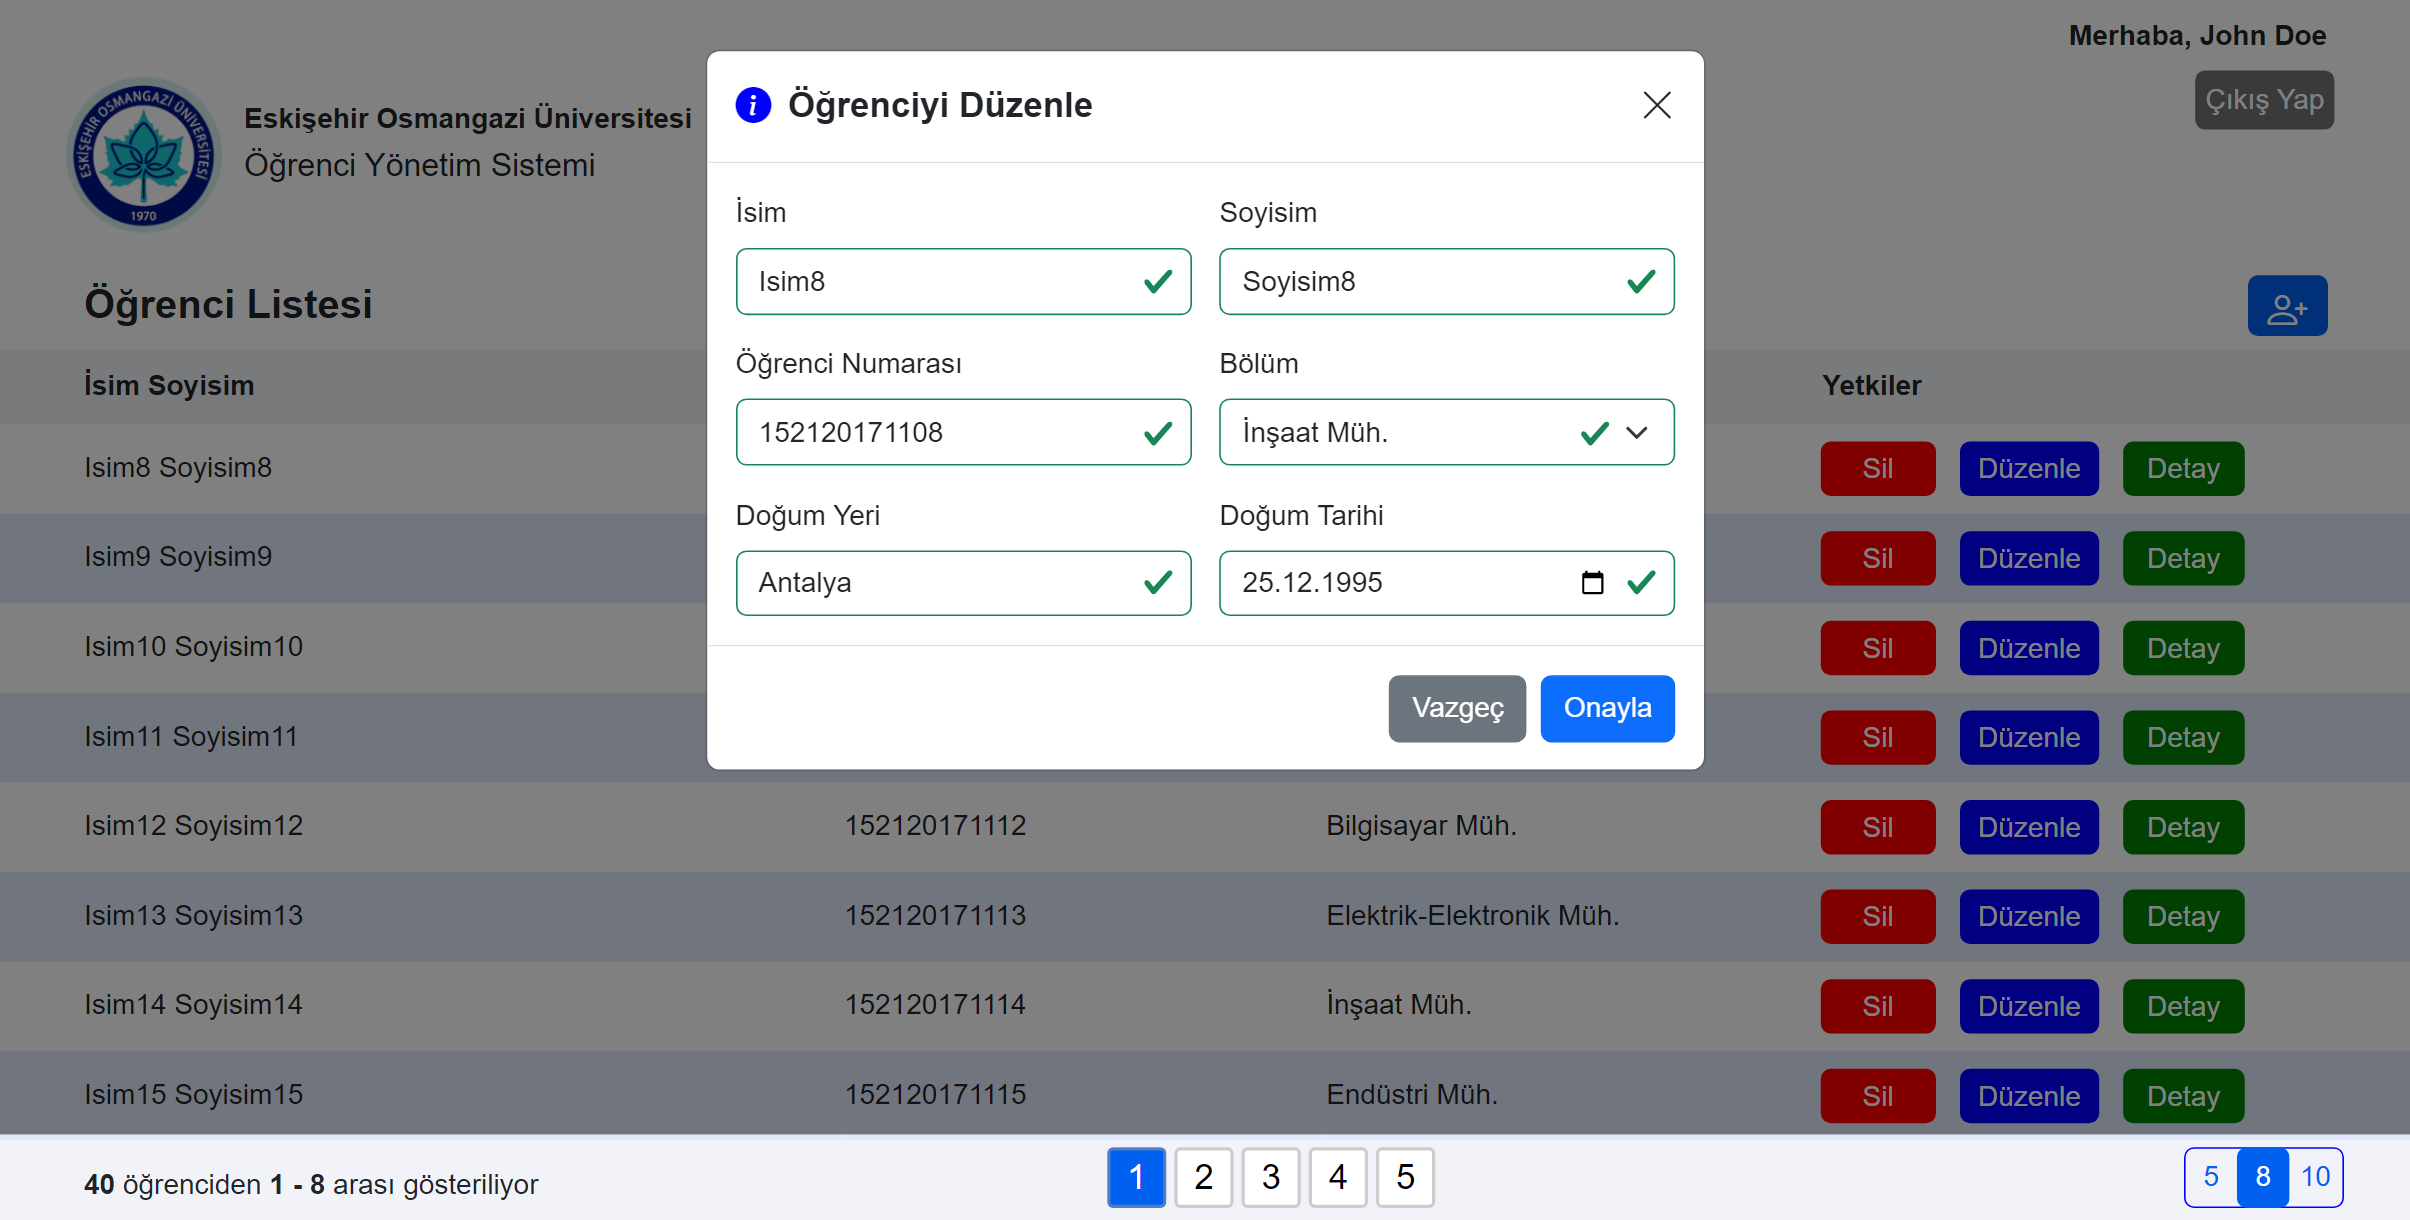 Merhaba, John Doe
Çıkış Yap
ESKİŞEHİR OSMANGAZİ ÜNİVERSİTESİ
1970
Eskişehir Osmangazi Üniversitesi
Öğrenci Yönetim Sistemi
Öğrenciyi Düzenle
İsim
Soyisim
Isim8
Soyisim8
Öğrenci Numarası
Bölüm
152120171108
İnşaat Müh.
Doğum Yeri
Doğum Tarihi
Antalya
25.12.1995
Vazgeç Onayla
Öğrenci Listesi
İsim Soyisim Yetkiler
Isim8 Soyisim8 Sil Düzenle Detay
Isim9 Soyisim9 Sil Düzenle Detay
Isim10 Soyisim10 Sil Düzenle Detay
Isim11 Soyisim11 Sil Düzenle Detay
Isim12 Soyisim12 152120171112 Bilgisayar Müh. Sil Düzenle Detay
Isim13 Soyisim13 152120171113 Elektrik-Elektronik Müh. Sil Düzenle Detay
Isim14 Soyisim14 152120171114 İnşaat Müh. Sil Düzenle Detay
Isim15 Soyisim15 152120171115 Endüstri Müh. Sil Düzenle Detay
40 öğrenciden 1 - 8 arası gösteriliyor 1 2 3 4 5 5 8 10